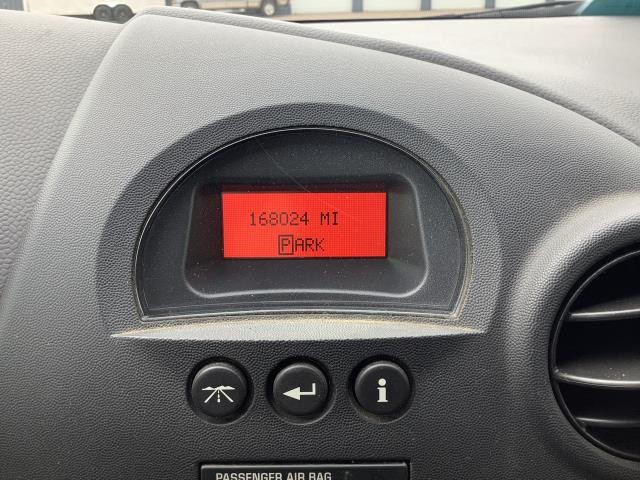 168024 MI
PARK
i
PASSENGER AIR BAG